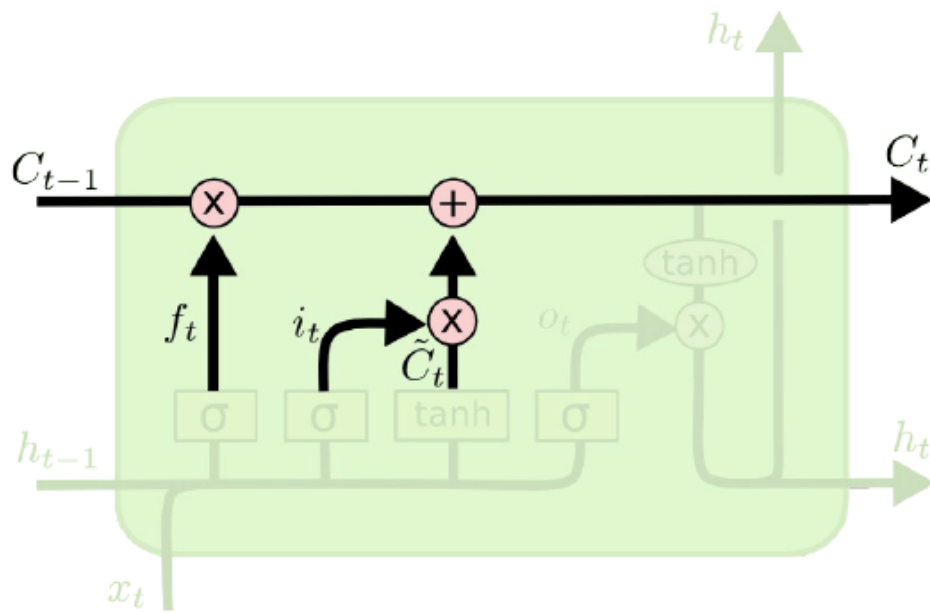 h_t
C_{t-1}
C_t
x
+
tanh
f_t
i_t
x
o_t
x
C̃_t
σ
σ
tanh
σ
h_{t-1}
h_t
x_t